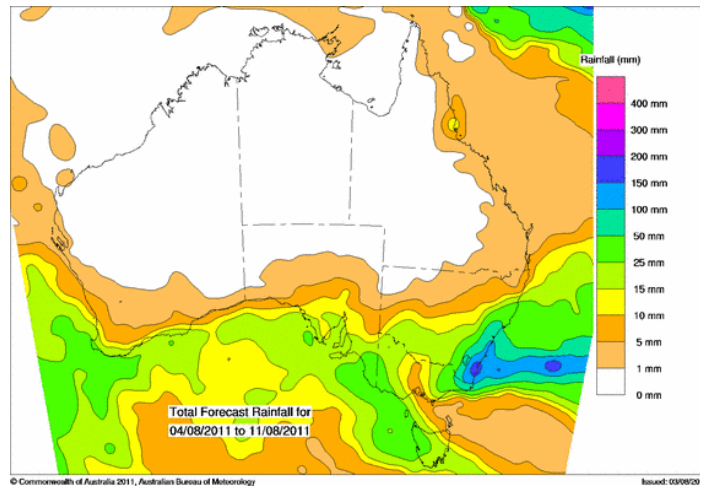 Rainfall (mm)
400 mm
300 mm
200 mm
150 mm
100 mm
50 mm
25 mm
15 mm
10 mm
5 mm
1 mm
0 mm
Total Forecast Rainfall for
04/08/2011 to 11/08/2011
© Commonwealth of Australia 2011, Australian Bureau of Meteorology
Issued: 03/08/20